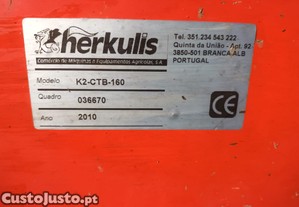 herkulis
Comércio de Máquinas e Equipamentos Agrícolas, S.A
Tel. 351.234 543 222
Quinta da União - Apt. 92
3850-501 BRANCA ALB
PORTUGAL
Modelo K2-CTB-160
Quadro 036670
Ano 2010
CE
CustoJusto.pt